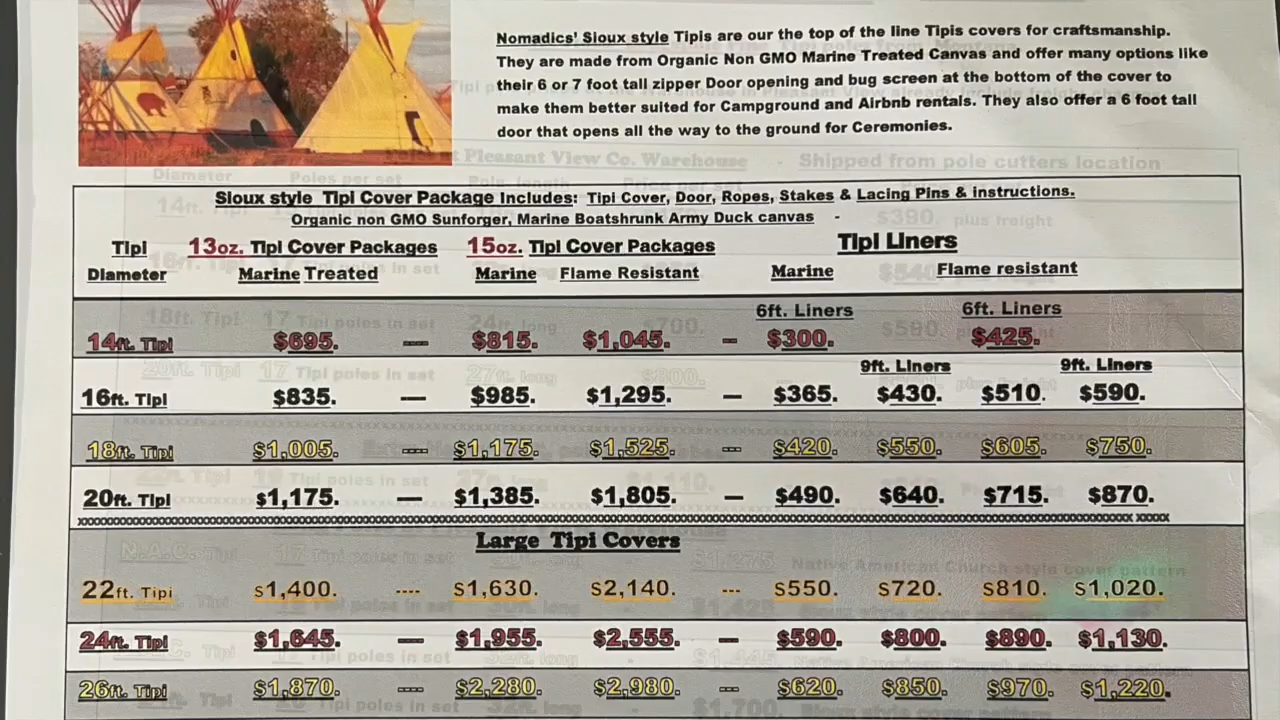 Nomadics' Sioux style Tipis are our the top of the line Tipis covers for craftsmanship.
They are made from Organic Non GMO Marine Treated Canvas and offer many options like
their 6 or 7 foot tall zipper Door opening and bug screen at the bottom of the cover to
make them better suited for Campground and Airbnb rentals. They also offer a 6 foot tall
door that opens all the way to the ground for Ceremonies.
Sioux style Tipi Cover Package Includes: Tipi Cover, Door, Ropes, Stakes & Lacing Pins & instructions.
Organic non GMO Sunforger, Marine Boatshrunk Army Duck canvas -
Tipi 13oz. Tipi Cover Packages 15oz. Tipi Cover Packages Tipi Liners
Diameter Marine Treated Marine Flame Resistant Marine Flame resistant
6ft. Liners 6ft. Liners
14ft. Tipi $695. ---- $815. $1,045. -- $300. $425.
9ft. Liners 9ft. Liners
16ft. Tipi $835. — $985. $1,295. — $365. $430. $510. $590.
18ft. Tipi $1,005. ---- $1,175. $1,525. --- $420. $550. $605. $750.
20ft. Tipi $1,175. — $1,385. $1,805. — $490. $640. $715. $870.
Large Tipi Covers
22ft. Tipi $1,400. ---- $1,630. $2,140. --- $550. $720. $810. $1,020.
24ft. Tipi $1,645. ---- $1,955. $2,555. --- $590. $800. $890. $1,130.
26ft. Tipi $1,870. ---- $2,280. $2,980. --- $620. $850. $970. $1,220.